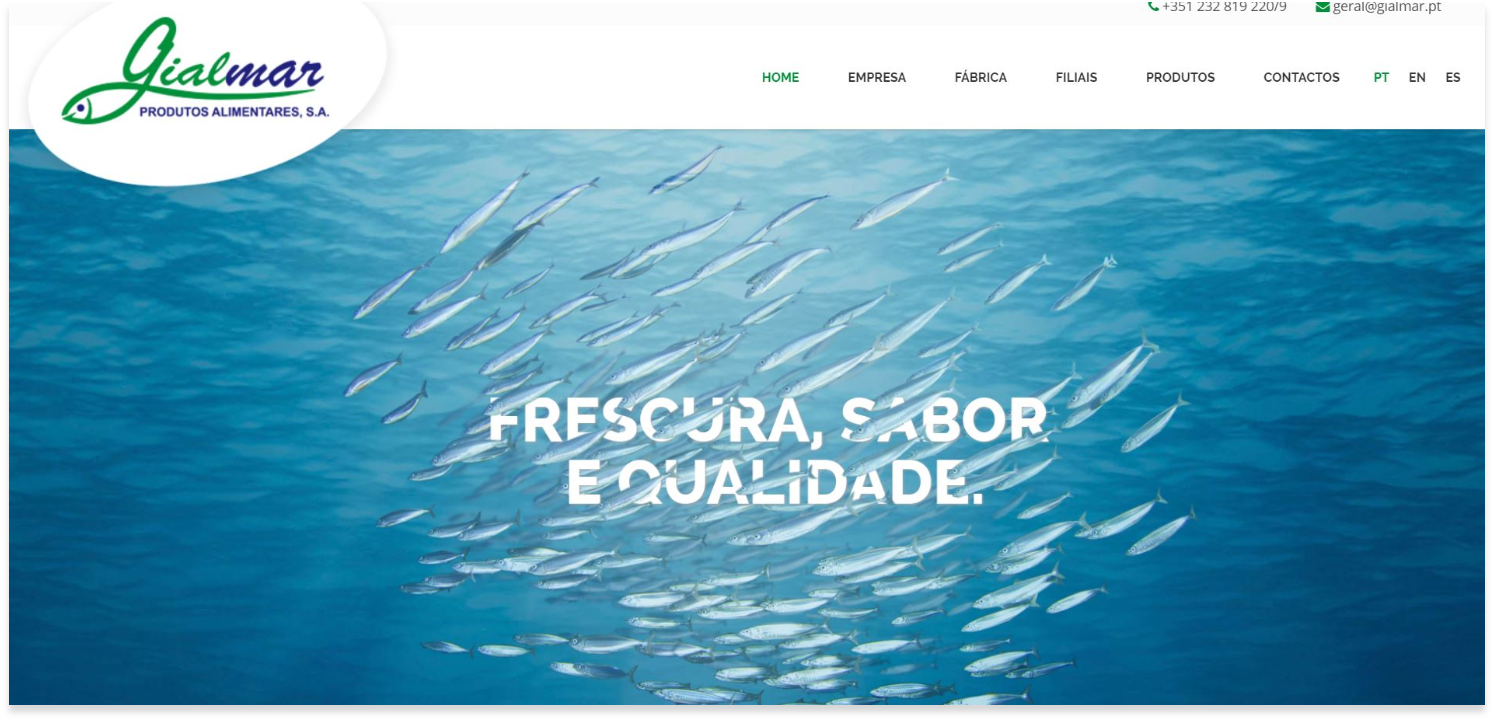 +351 232 819 220/9 geral@gialmar.pt
Gialmar
PRODUTOS ALIMENTARES, S.A.
HOME EMPRESA FÁBRICA FILIAIS PRODUTOS CONTACTOS PT EN ES
FRESCURA, SABOR
E QUALIDADE.